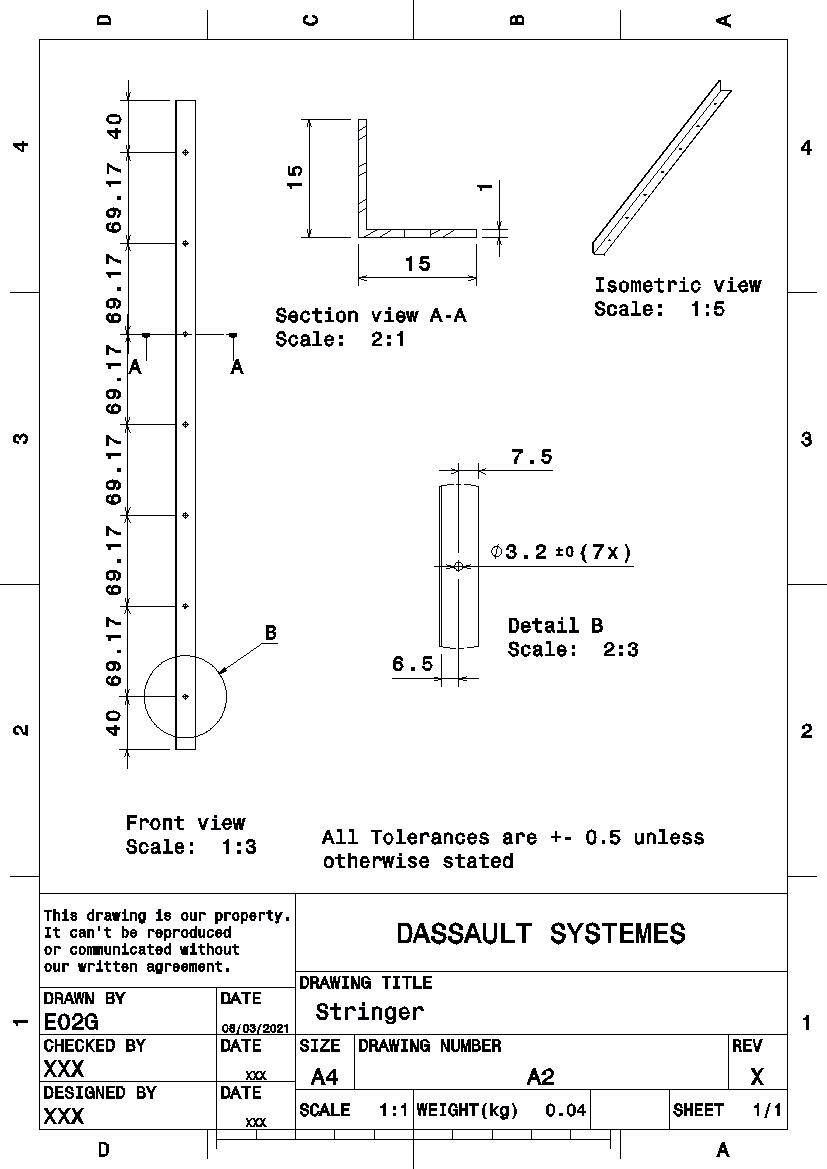 D C B A
4
4
3
3
2
2
1
1
40
69.17
69.17
69.17
69.17
69.17
69.17
40
A
A
B
15
1
15
Section view A-A
Scale: 2:1
Isometric view
Scale: 1:5
7.5
Ø3.2 ±0 (7x)
6.5
Detail B
Scale: 2:3
Front view
Scale: 1:3
All Tolerances are +- 0.5 unless
otherwise stated
This drawing is our property.
It can't be reproduced
or communicated without
our written agreement.
DASSAULT SYSTEMES
DRAWING TITLE
Stringer
DRAWN BY
E02G
DATE
08/03/2021
CHECKED BY
XXX
DATE
XXX
DESIGNED BY
XXX
DATE
XXX
SIZE
A4
DRAWING NUMBER
A2
REV
X
SCALE 1:1
WEIGHT(kg) 0.04
SHEET 1/1
D A